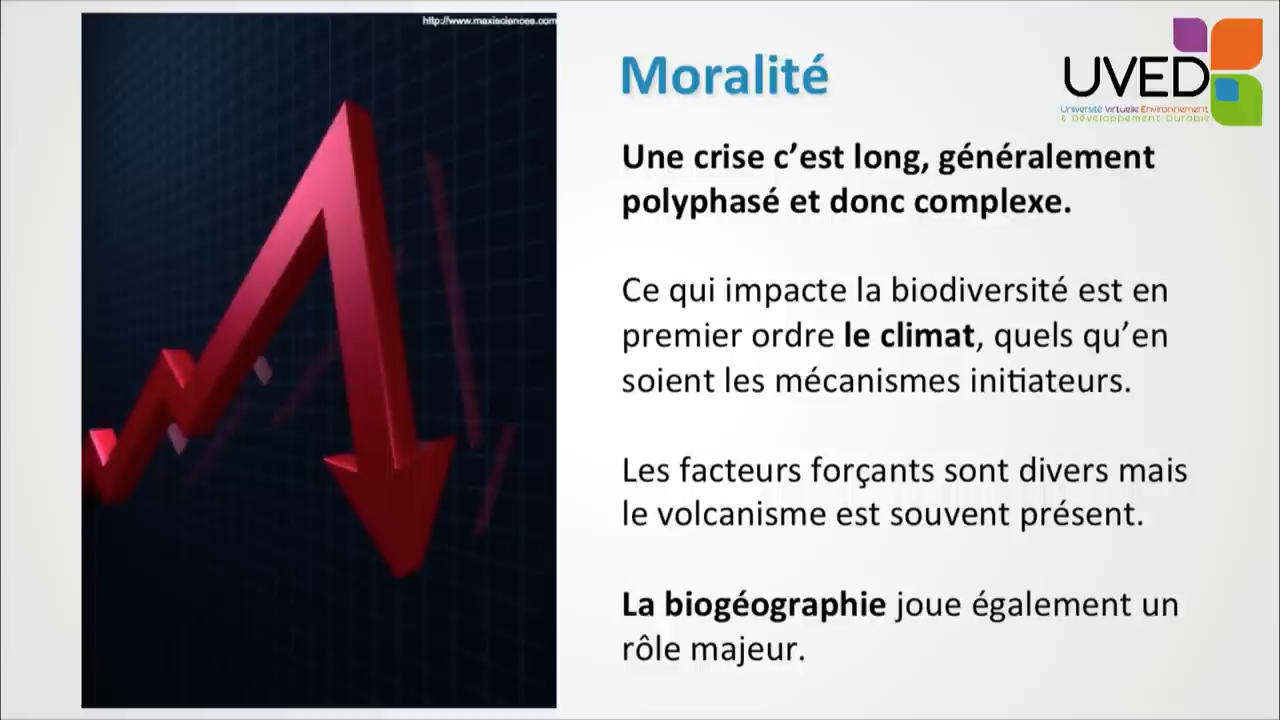 http://www.maxisciences.com
Moralité
UVED
Université Virtuelle Environnement
& Développement Durable
Une crise c’est long, généralement
polyphasé et donc complexe.
Ce qui impacte la biodiversité est en
premier ordre le climat, quels qu’en
soient les mécanismes initiateurs.
Les facteurs forçants sont divers mais
le volcanisme est souvent présent.
La biogéographie joue également un
rôle majeur.